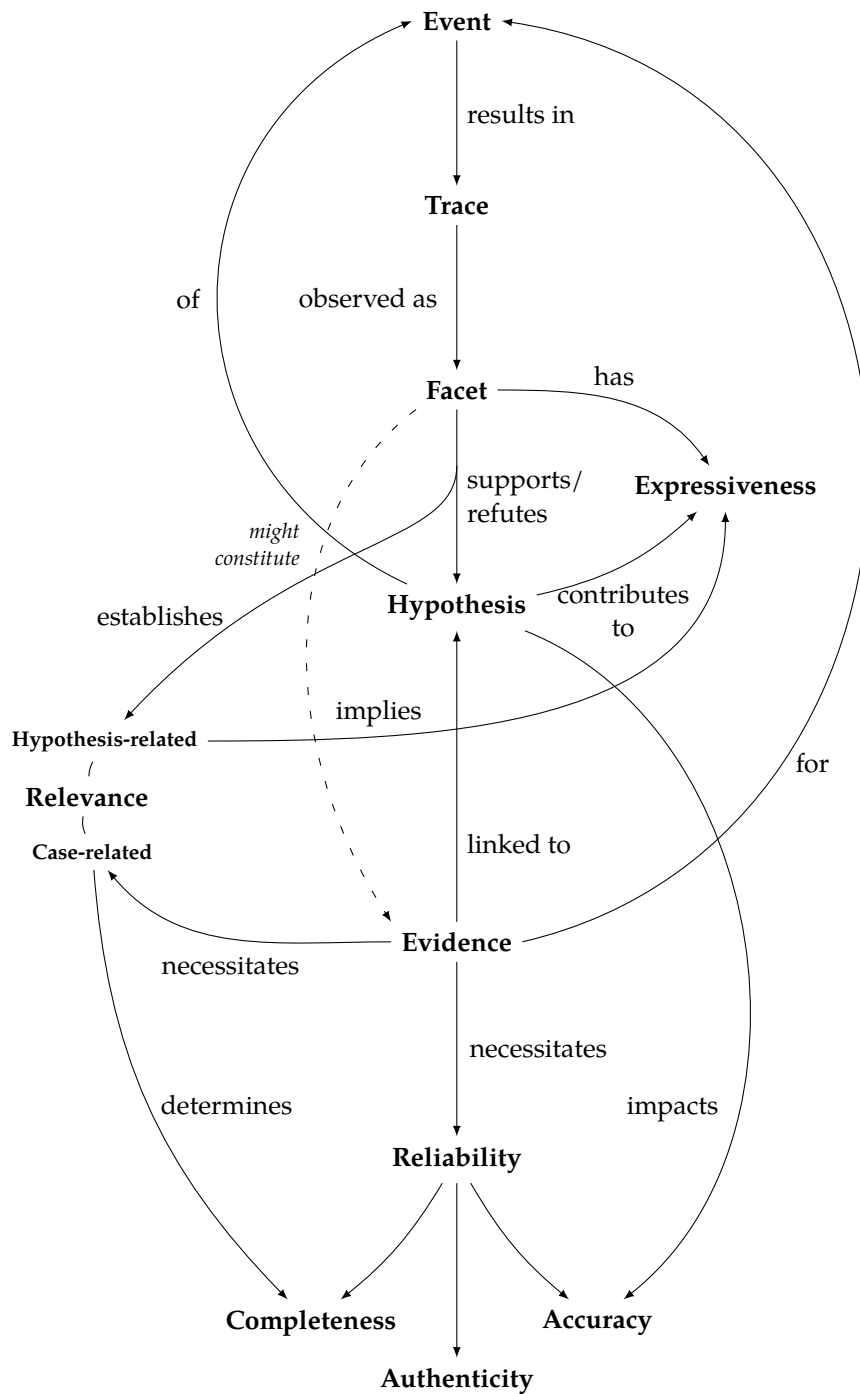 Event
results in
Trace
of
observed as
Facet
has
supports/
refutes
Expressiveness
might
constitute
establishes
Hypothesis
contributes
to
implies
Hypothesis-related
Relevance
Case-related
for
linked to
Evidence
necessitates
necessitates
determines
impacts
Reliability
Completeness
Accuracy
Authenticity